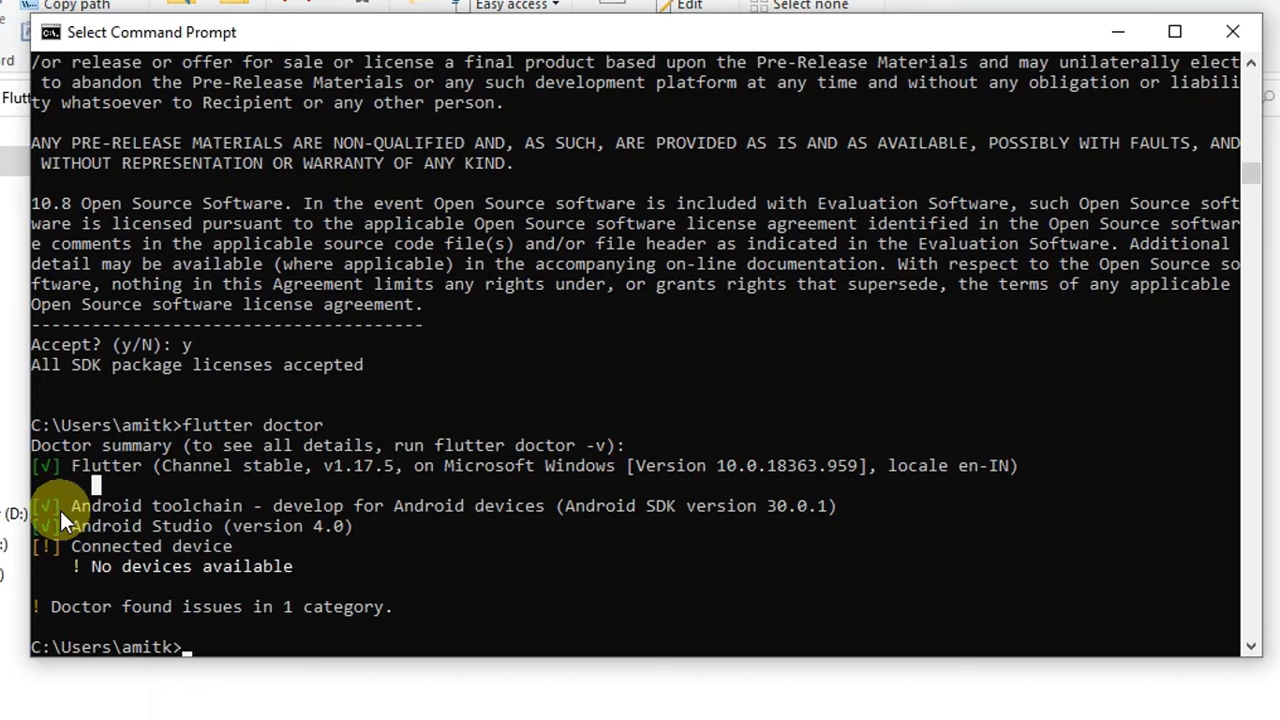 Copy path
Easy access
Edit
Select none
Select Command Prompt
rd
Flutt
/or release or offer for sale or license a final product based upon the Pre-Release Materials and may unilaterally elect
to abandon the Pre-Release Materials or any such development platform at any time and without any obligation or liabili
ty whatsoever to Recipient or any other person.
ANY PRE-RELEASE MATERIALS ARE NON-QUALIFIED AND, AS SUCH, ARE PROVIDED AS IS AND AS AVAILABLE, POSSIBLY WITH FAULTS, AND
WITHOUT REPRESENTATION OR WARRANTY OF ANY KIND.
10.8 Open Source Software. In the event Open Source software is included with Evaluation Software, such Open Source soft
ware is licensed pursuant to the applicable Open Source software license agreement identified in the Open Source softwar
e comments in the applicable source code file(s) and/or file header as indicated in the Evaluation Software. Additional
detail may be available (where applicable) in the accompanying on-line documentation. With respect to the Open Source so
ftware, nothing in this Agreement limits any rights under, or grants rights that supersede, the terms of any applicable
Open Source software license agreement.
---------------------------------------
Accept? (y/N): y
All SDK package licenses accepted
C:\Users\amitk>flutter doctor
Doctor summary (to see all details, run flutter doctor -v):
[√] Flutter (Channel stable, v1.17.5, on Microsoft Windows [Version 10.0.18363.959], locale en-IN)
[√] Android toolchain - develop for Android devices (Android SDK version 30.0.1)
[√] Android Studio (version 4.0)
[!] Connected device
! No devices available
! Doctor found issues in 1 category.
C:\Users\amitk>
(D:)
:)
)